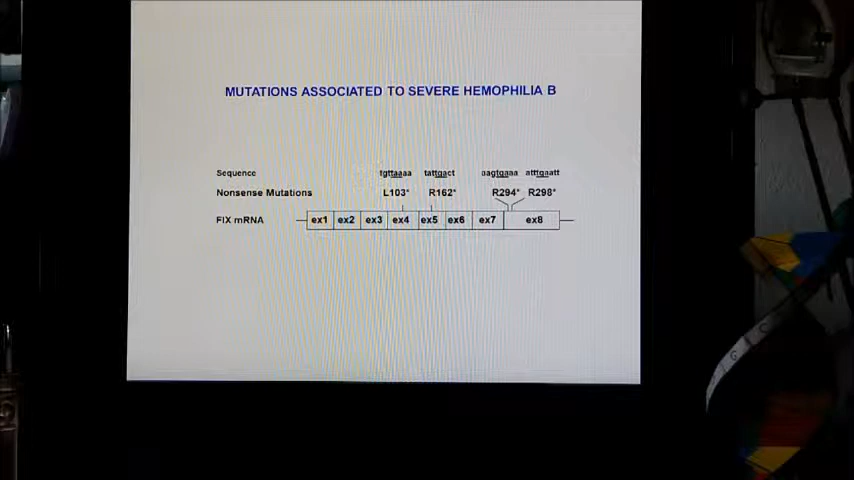 MUTATIONS ASSOCIATED TO SEVERE HEMOPHILIA B
Sequence tgttaaaa tattgact aagtgaaa atttgaatt
Nonsense Mutations L103* R162* R294* R298*
FIX mRNA ex1 ex2 ex3 ex4 ex5 ex6 ex7 ex8